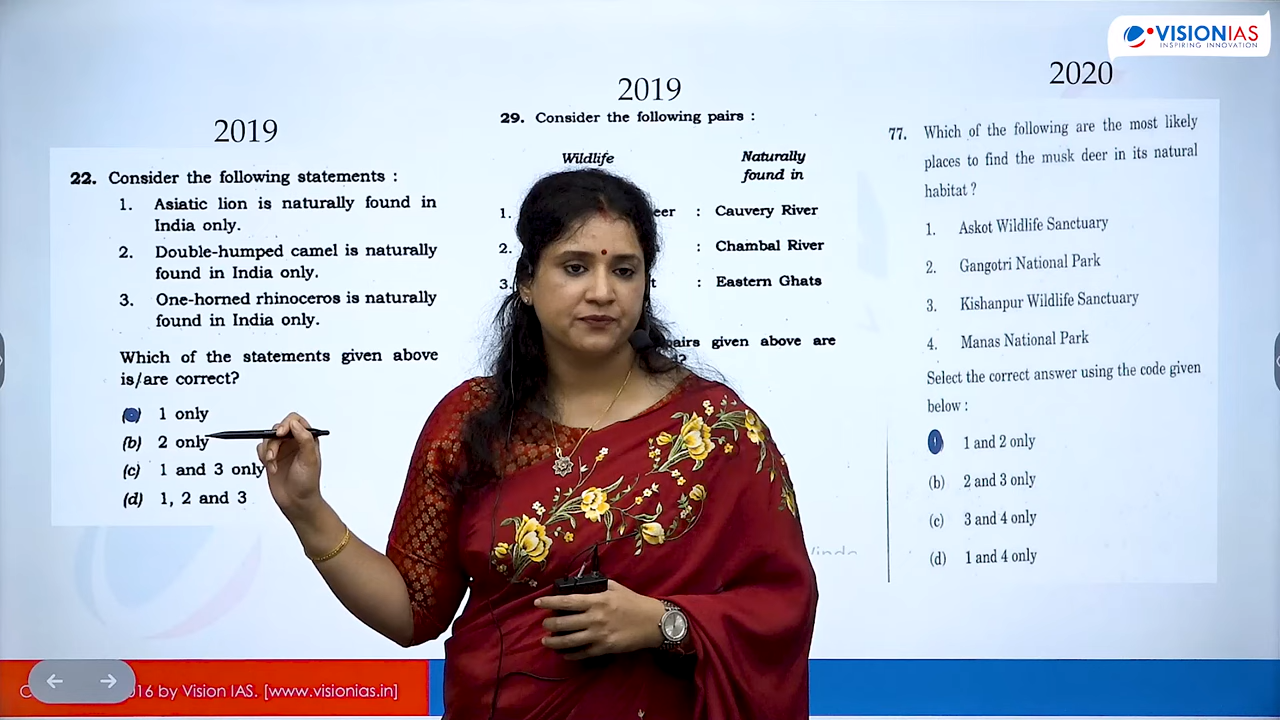 VISIONIAS
INSPIRING INNOVATION
2019
22. Consider the following statements :
1. Asiatic lion is naturally found in
India only.
2. Double-humped camel is naturally
found in India only.
3. One-horned rhinoceros is naturally
found in India only.
Which of the statements given above
is/are correct?
1 only
(b) 2 only
(c) 1 and 3 only
(d) 1, 2 and 3
2019
29. Consider the following pairs :
Wildlife Naturally
found in
1. : Cauvery River
2. : Chambal River
3. : Eastern Ghats
given above are
2020
77. Which of the following are the most likely
places to find the musk deer in its natural
habitat ?
1. Askot Wildlife Sanctuary
2. Gangotri National Park
3. Kishanpur Wildlife Sanctuary
4. Manas National Park
Select the correct answer using the code given
below :
1 and 2 only
(b) 2 and 3 only
(c) 3 and 4 only
(d) 1 and 4 only
by Vision IAS. [www.visionias.in]